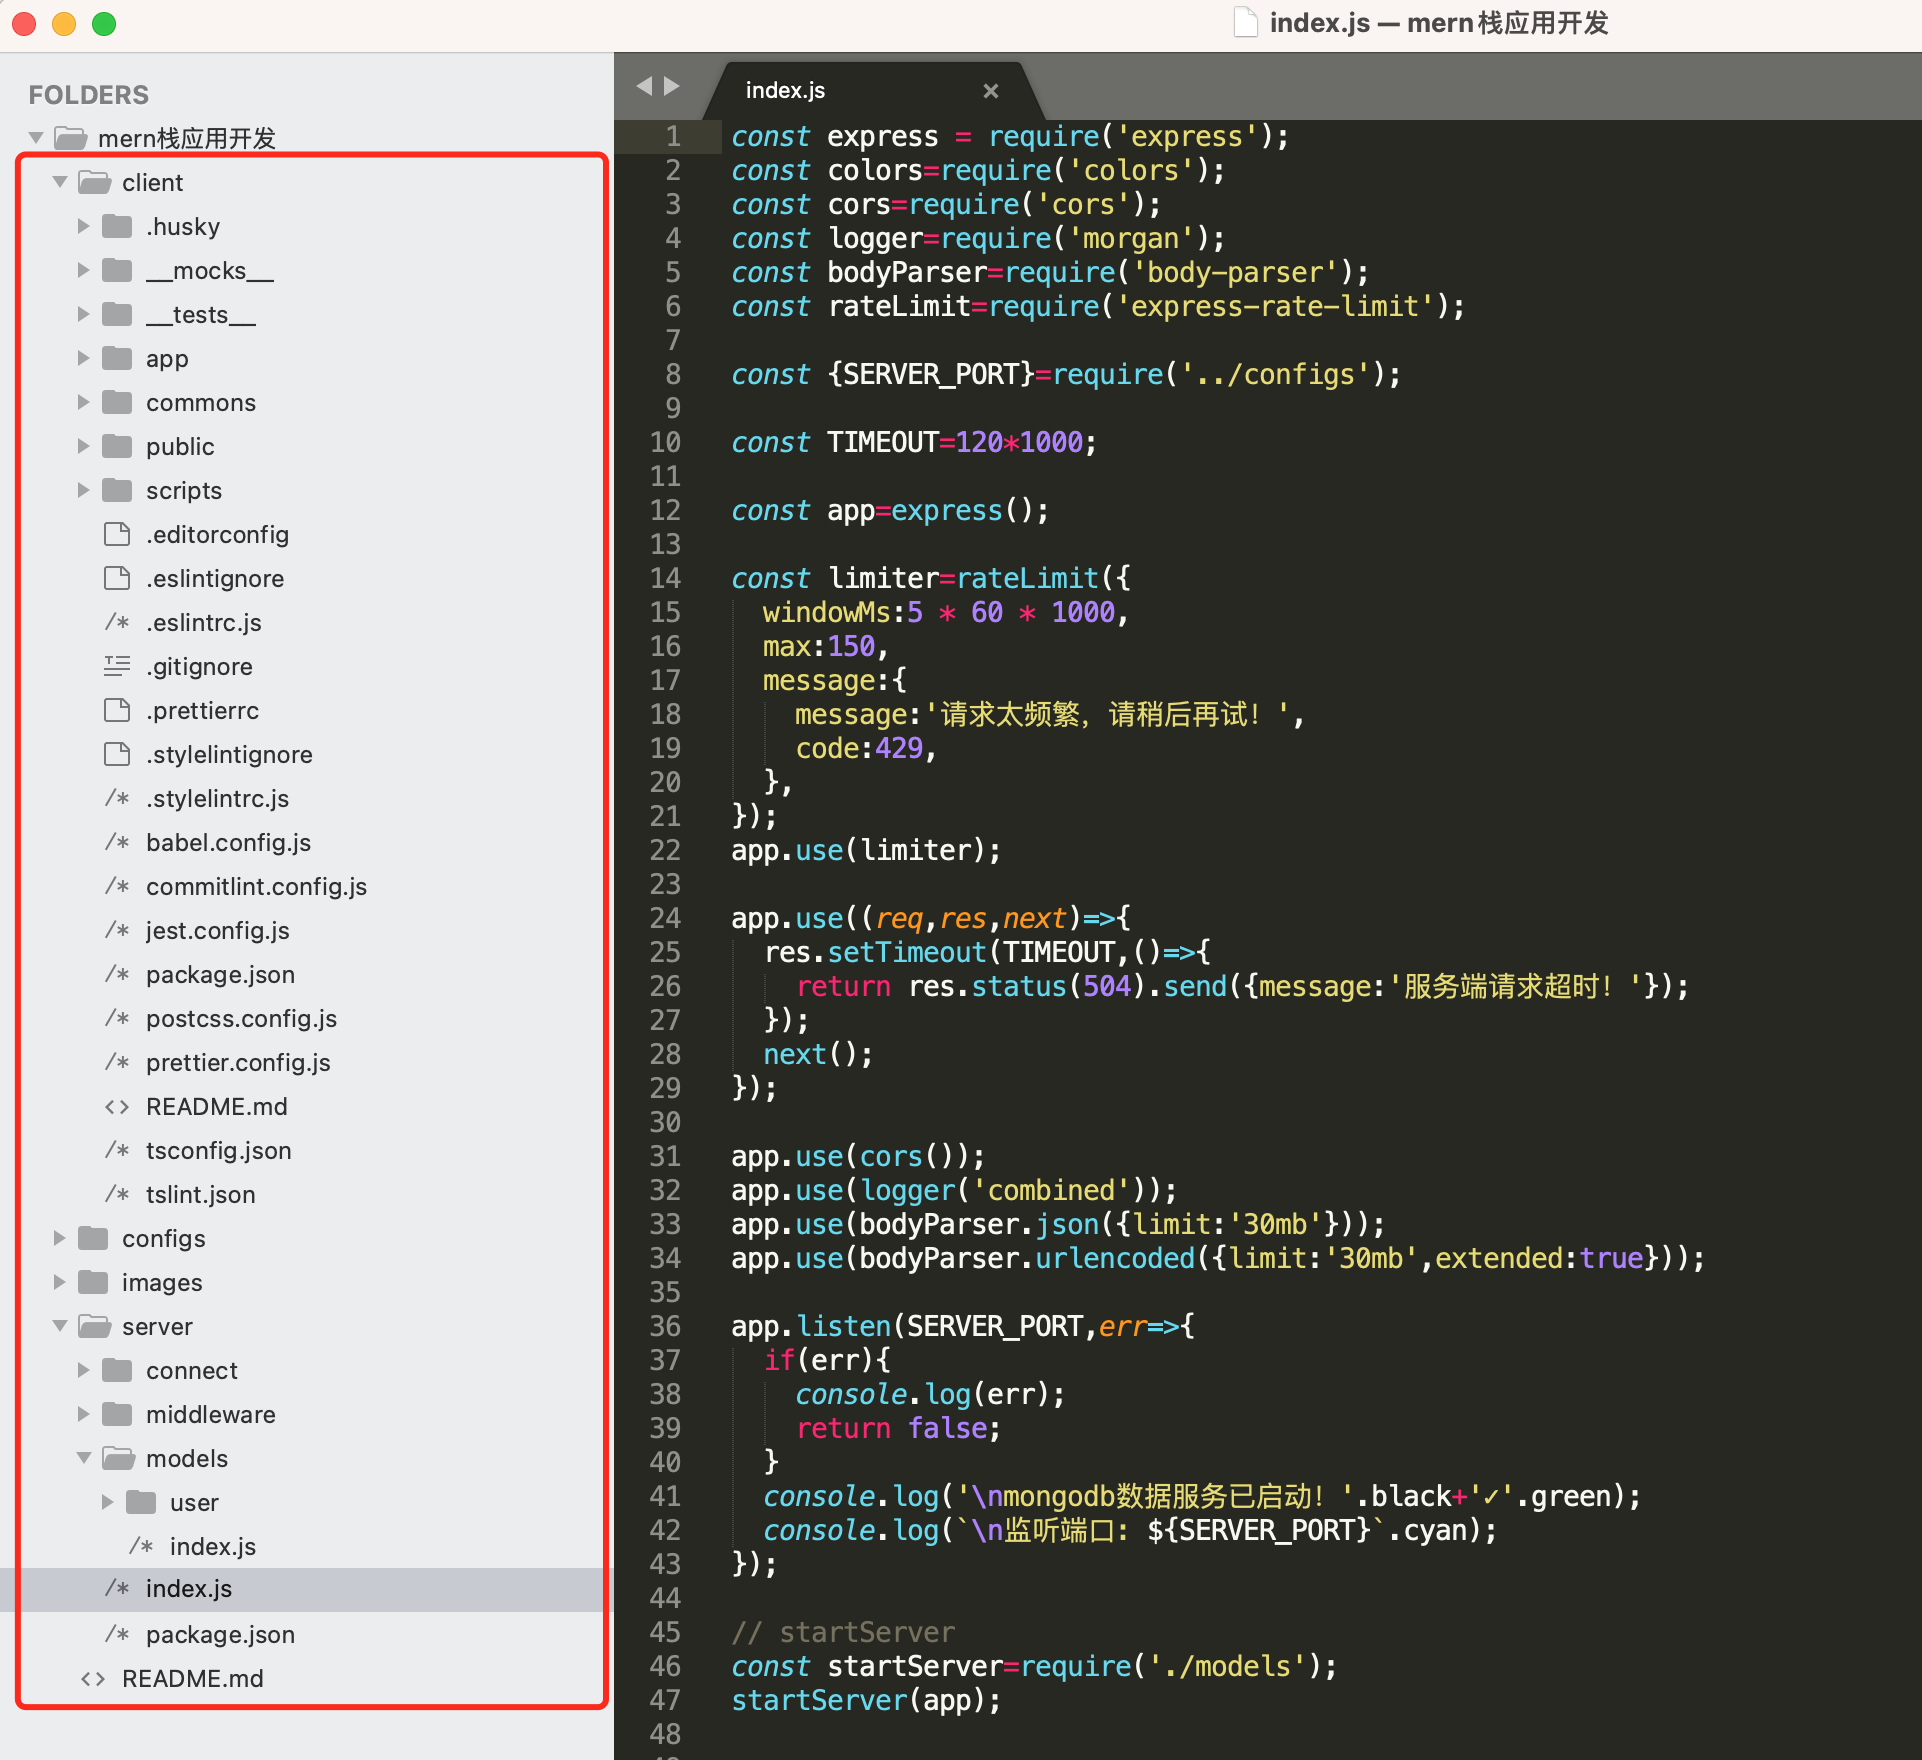 index.js — mern栈应用开发
FOLDERS
mern栈应用开发
client
.husky
__mocks__
__tests__
app
commons
public
scripts
.editorconfig
.eslintignore
.eslintrc.js
.gitignore
.prettierrc
.stylelintignore
.stylelintrc.js
babel.config.js
commitlint.config.js
jest.config.js
package.json
postcss.config.js
prettier.config.js
README.md
tsconfig.json
tslint.json
configs
images
server
connect
middleware
models
user
index.js
index.js
package.json
README.md
index.js
1 const express = require('express');
2 const colors=require('colors');
3 const cors=require('cors');
4 const logger=require('morgan');
5 const bodyParser=require('body-parser');
6 const rateLimit=require('express-rate-limit');
7
8 const {SERVER_PORT}=require('../configs');
9
10 const TIMEOUT=120*1000;
11
12 const app=express();
13
14 const limiter=rateLimit({
15   windowMs:5 * 60 * 1000,
16   max:150,
17   message:{
18     message:'请求太频繁，请稍后再试！',
19     code:429,
20   },
21 });
22 app.use(limiter);
23
24 app.use((req,res,next)=>{
25   res.setTimeout(TIMEOUT,()=>{
26     return res.status(504).send({message:'服务端请求超时！'});
27   });
28   next();
29 });
30
31 app.use(cors());
32 app.use(logger('combined'));
33 app.use(bodyParser.json({limit:'30mb'}));
34 app.use(bodyParser.urlencoded({limit:'30mb',extended:true}));
35
36 app.listen(SERVER_PORT,err=>{
37   if(err){
38     console.log(err);
39     return false;
40   }
41   console.log('\nmongodb数据服务已启动！'.black+'✓'.green);
42   console.log(`\n监听端口：${SERVER_PORT}`.cyan);
43 });
44
45 // startServer
46 const startServer=require('./models');
47 startServer(app);
48